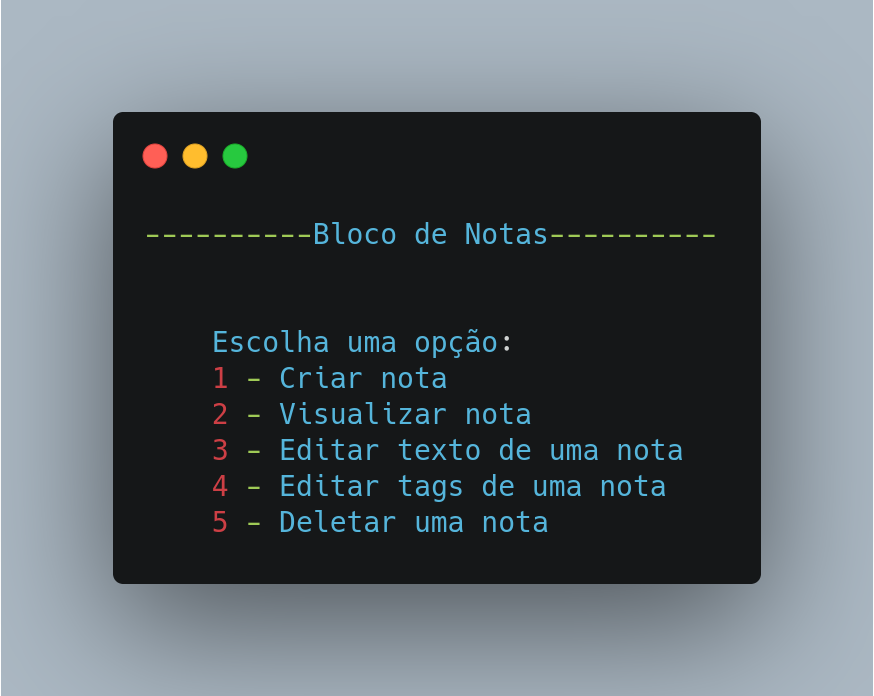 ----------Bloco de Notas----------
Escolha uma opção:
1 - Criar nota
2 - Visualizar nota
3 - Editar texto de uma nota
4 - Editar tags de uma nota
5 - Deletar uma nota